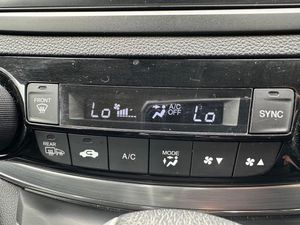 FRONT
Lo
A/C
OFF
Lo
SYNC
REAR
A/C
MODE